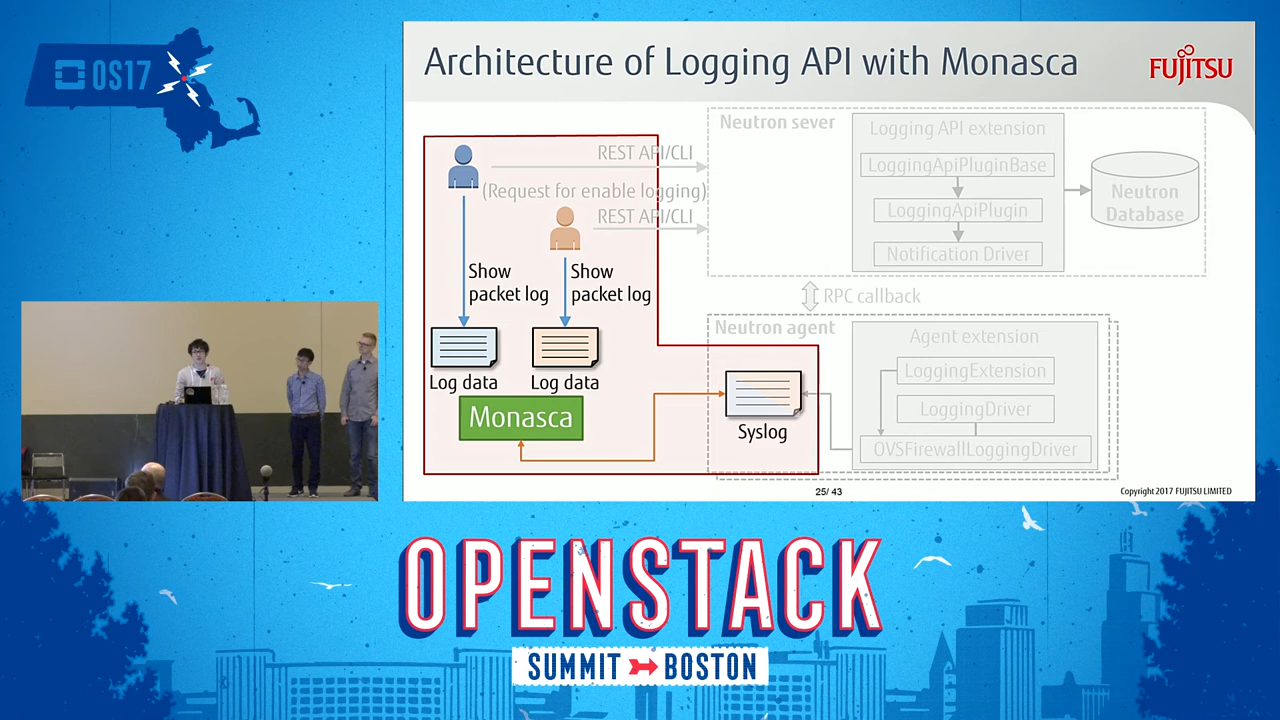 OS17
Architecture of Logging API with Monasca
FUJITSU
Neutron sever
Logging API extension
REST API/CLI
LoggingApiPluginBase
(Request for enable logging)
REST API/CLI
LoggingApiPlugin
Neutron
Database
Notification Driver
Show
packet log
Show
packet log
RPC callback
Neutron agent
Agent extension
LoggingExtension
Log data
Log data
LoggingDriver
Monasca
Syslog
OVSFirewallLoggingDriver
25/ 43
Copyright 2017 FUJITSU LIMITED
OPENSTACK
SUMMIT BOSTON